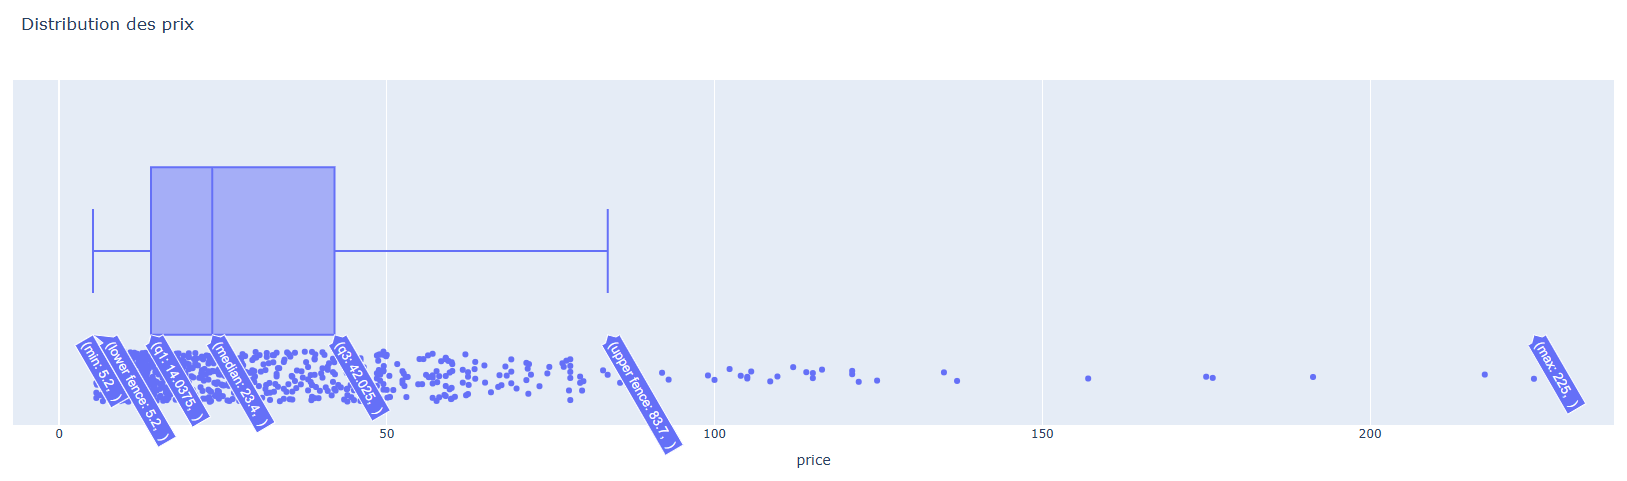 Distribution des prix
(min: 5.2, )
(lower fence: 5.2, )
(q1: 14.0375, )
(median: 23.4, )
(q3: 42.025, )
(upper fence: 83.7, )
(max: 225, )
0
50
100
150
200
price